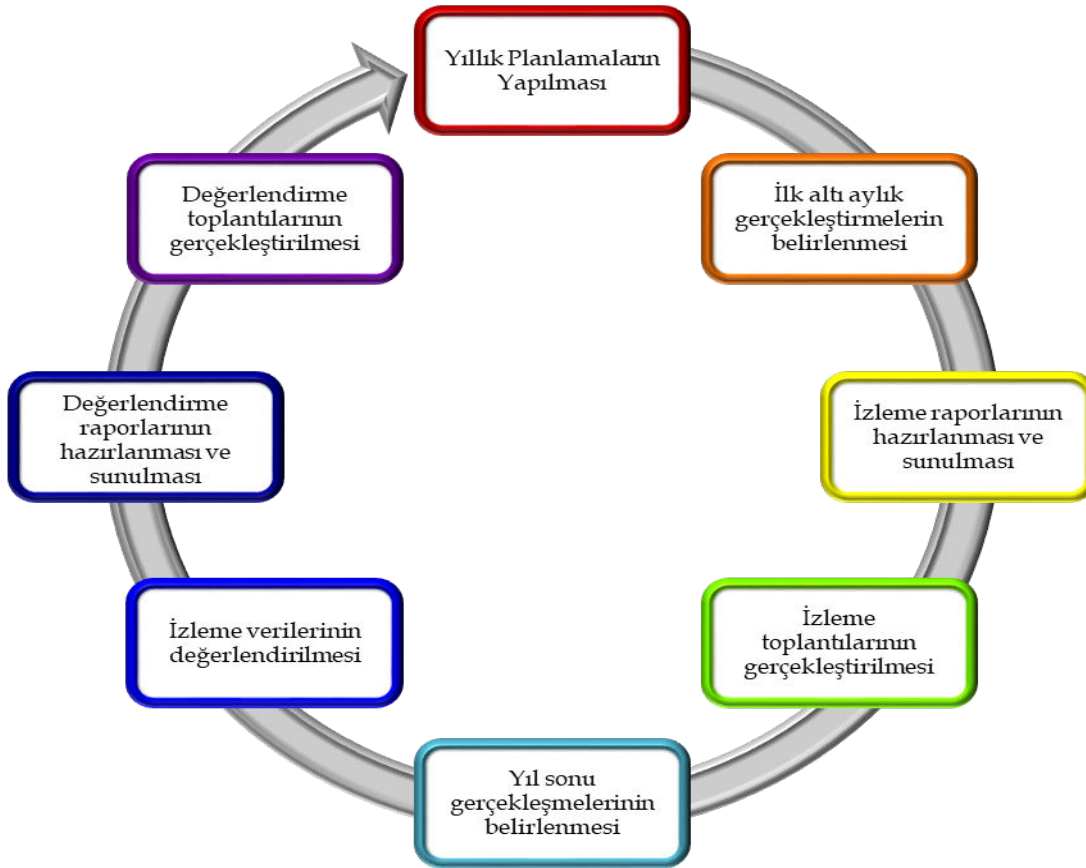 Yıllık Planlamaların
Yapılması
İlk altı aylık
gerçekleştirmelerin
belirlenmesi
İzleme raporlarının
hazırlanması ve
sunulması
İzleme
toplantılarının
gerçekleştirilmesi
Yıl sonu
gerçekleşmelerinin
belirlenmesi
İzleme verilerinin
değerlendirilmesi
Değerlendirme
raporlarının
hazırlanması ve
sunulması
Değerlendirme
toplantılarının
gerçekleştirilmesi